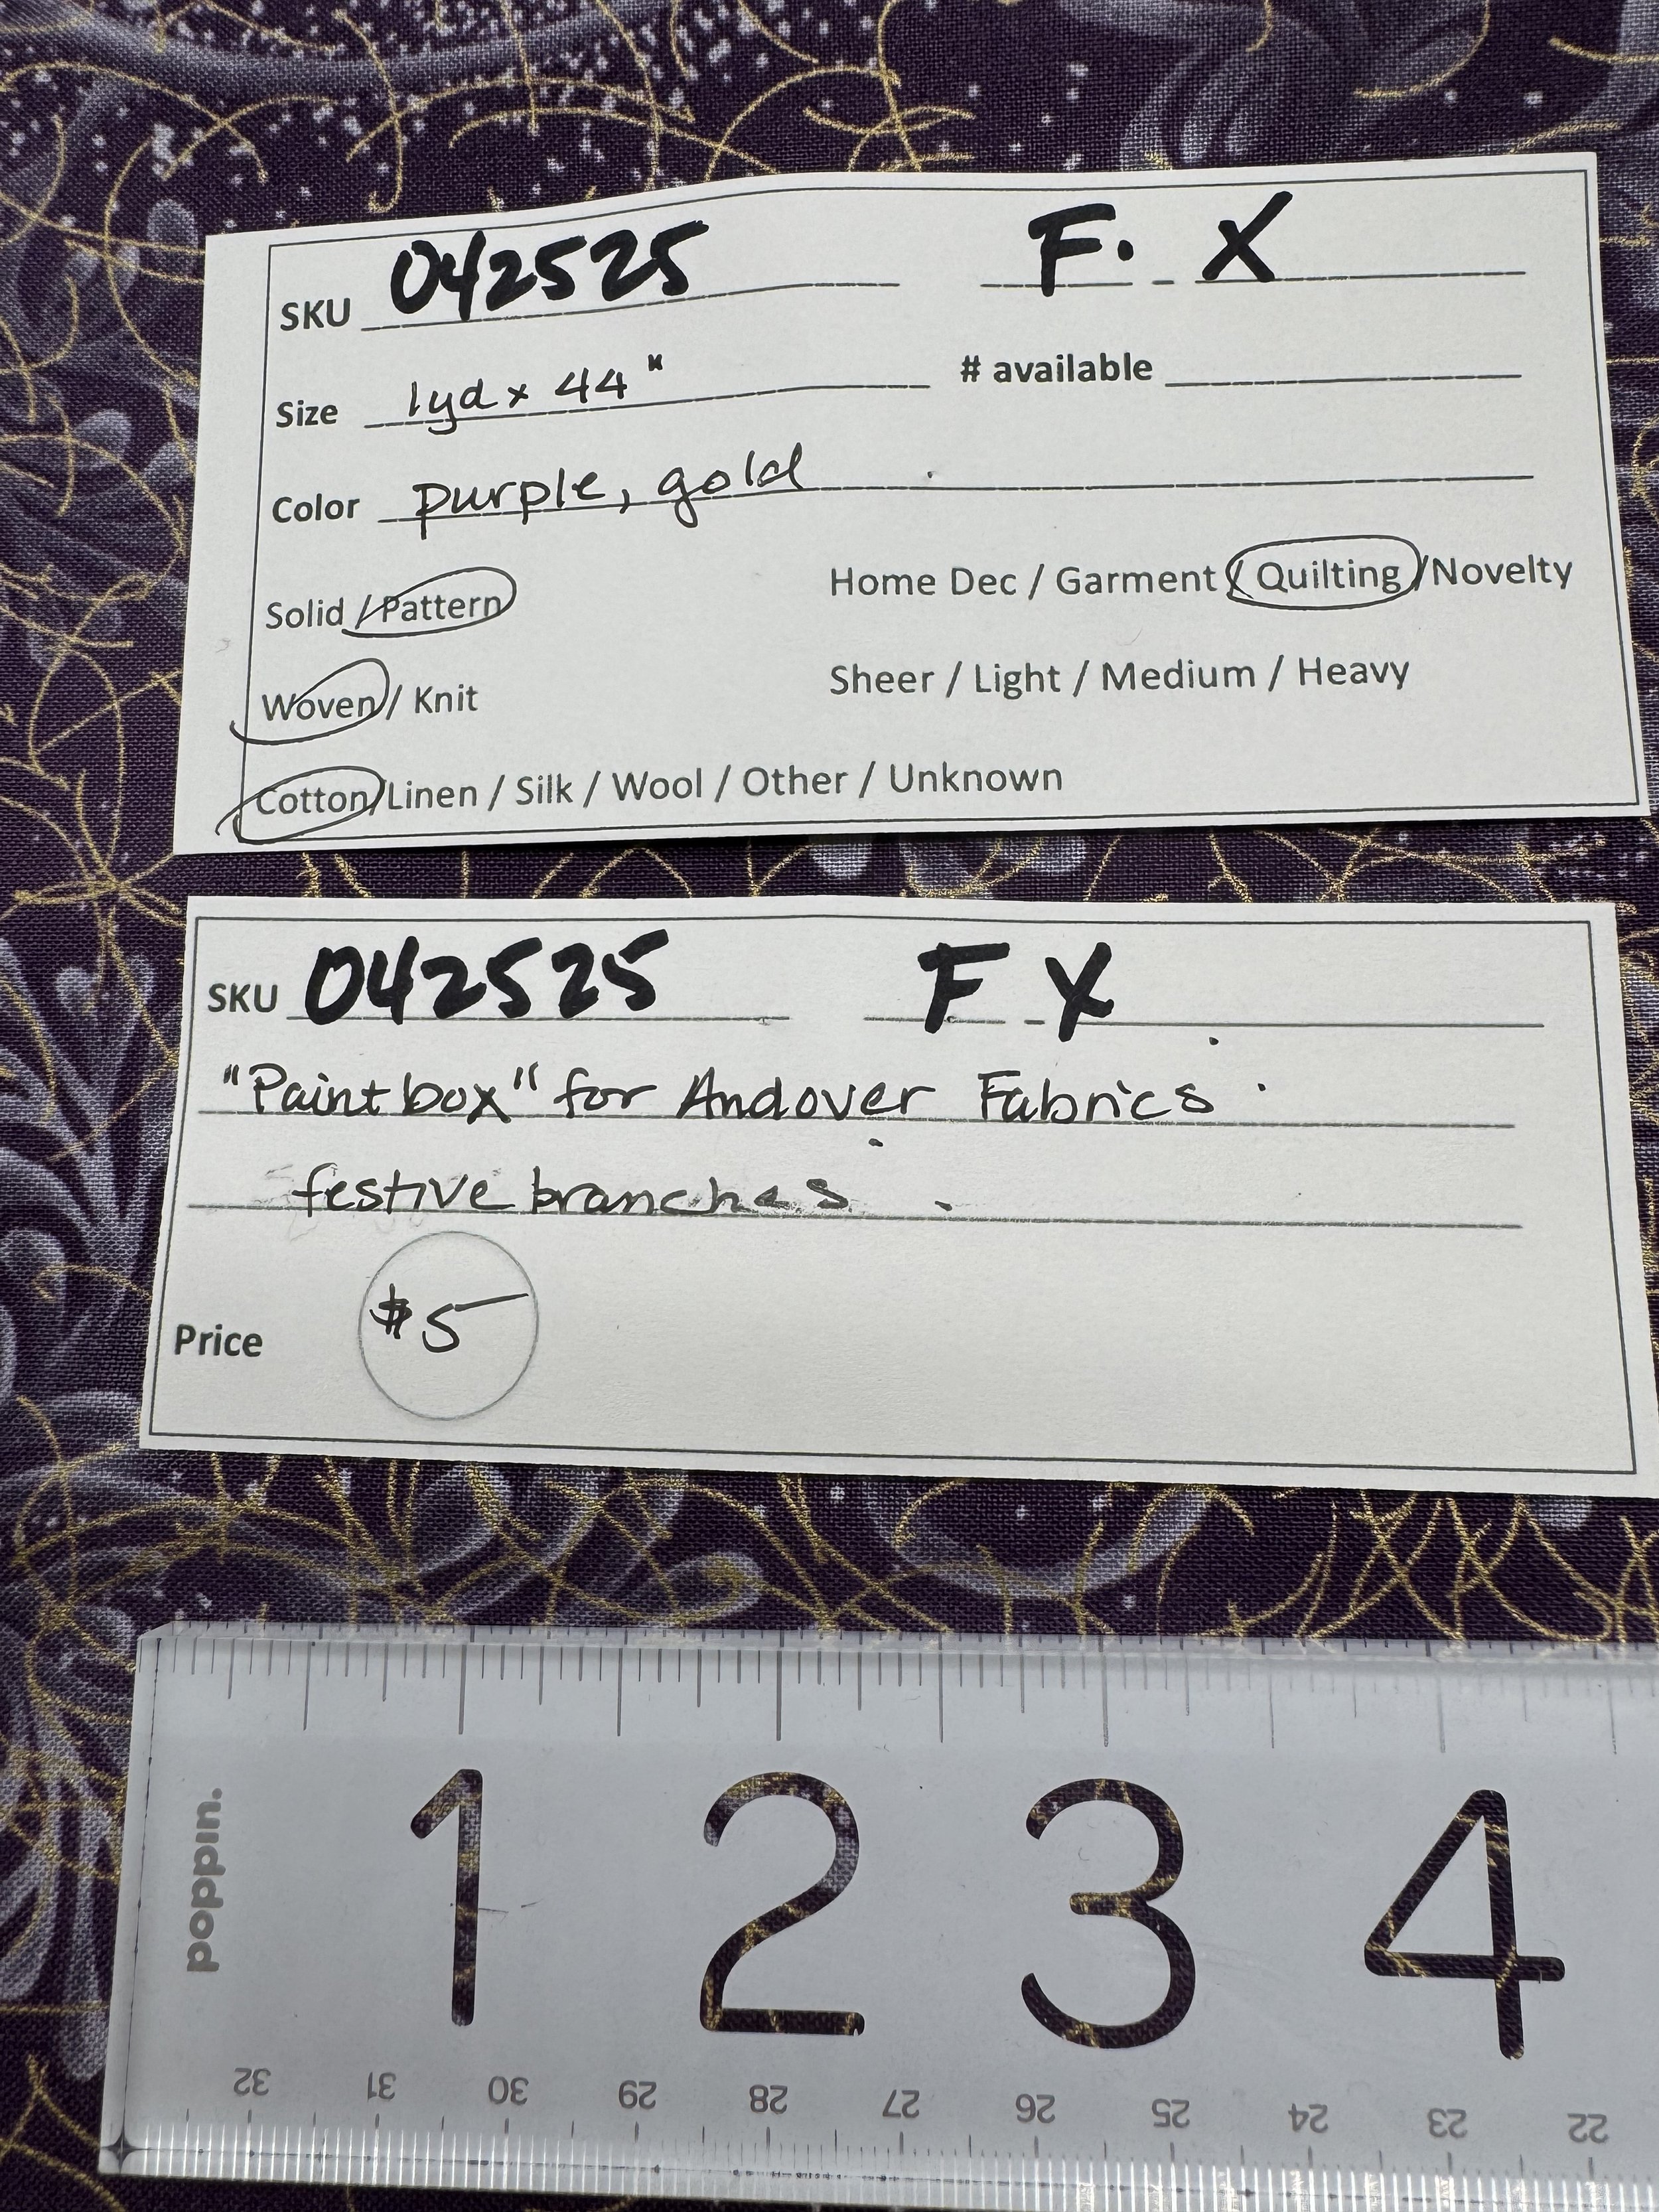 SKU 042525 F. - X
Size 1yd x 44" # available
Color purple, gold
Solid / Pattern Home Dec / Garment / Quilting / Novelty
Woven / Knit Sheer / Light / Medium / Heavy
Cotton / Linen / Silk / Wool / Other / Unknown
SKU 042525 F - X
"Paintbox" for Andover Fabrics
festive branches
Price $5
poppin.
1 2 3 4
32 31 30 29 28 27 26 25 24 23 22